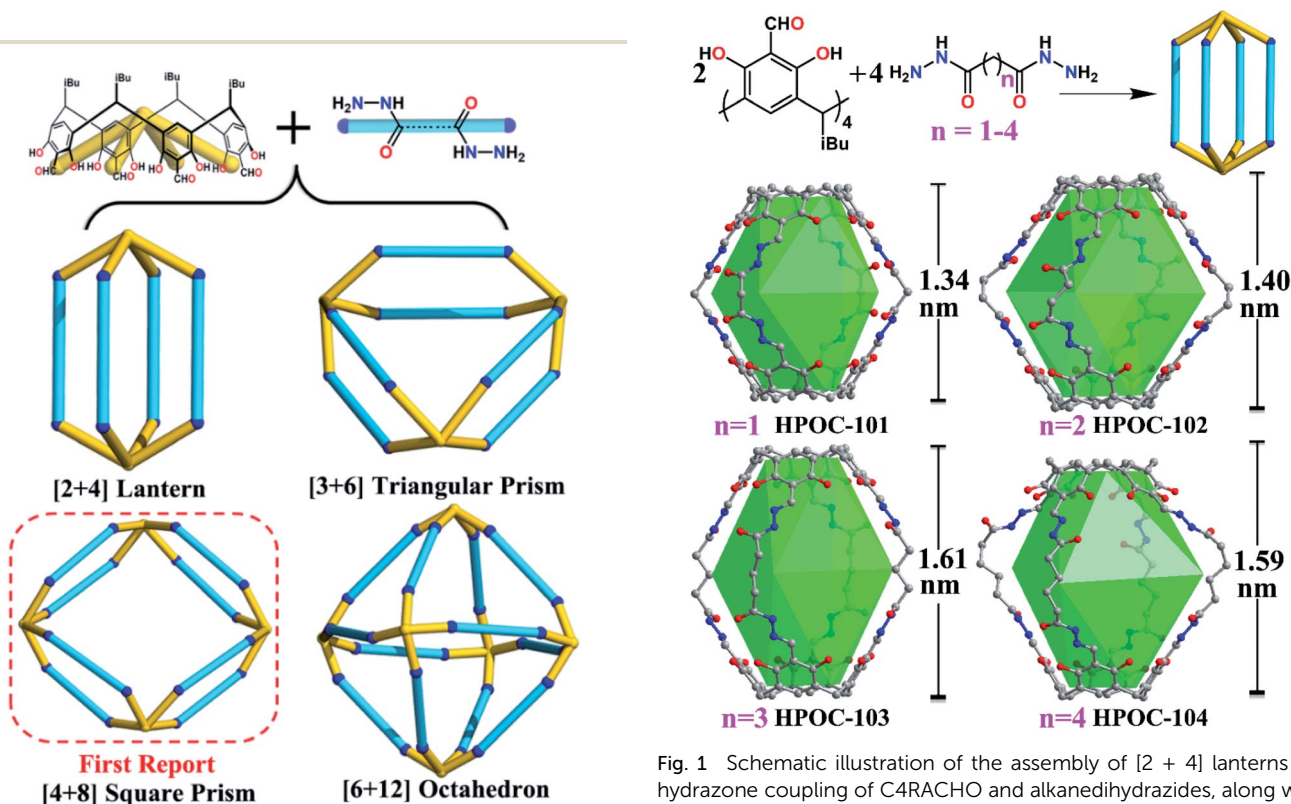 iBu
iBu
iBu
iBu
HO
OHC
OH
HO
CHO
OH
HO
CHO
OH
HO
OH
CHO
+
H₂N—NH
O
O
HN—NH₂
[2+4] Lantern
[3+6] Triangular Prism
First Report
[4+8] Square Prism
[6+12] Octahedron
CHO
HO
OH
2
4
iBu
+4
H₂N
H
N
n
O
O
H
N
NH₂
n = 1-4
1.34
nm
1.40
nm
n=1 HPOC-101
n=2 HPOC-102
1.61
nm
1.59
nm
n=3 HPOC-103
n=4 HPOC-104
Fig. 1 Schematic illustration of the assembly of [2 + 4] lanterns
hydrazone coupling of C4RACHO and alkanedihydrazides, along w